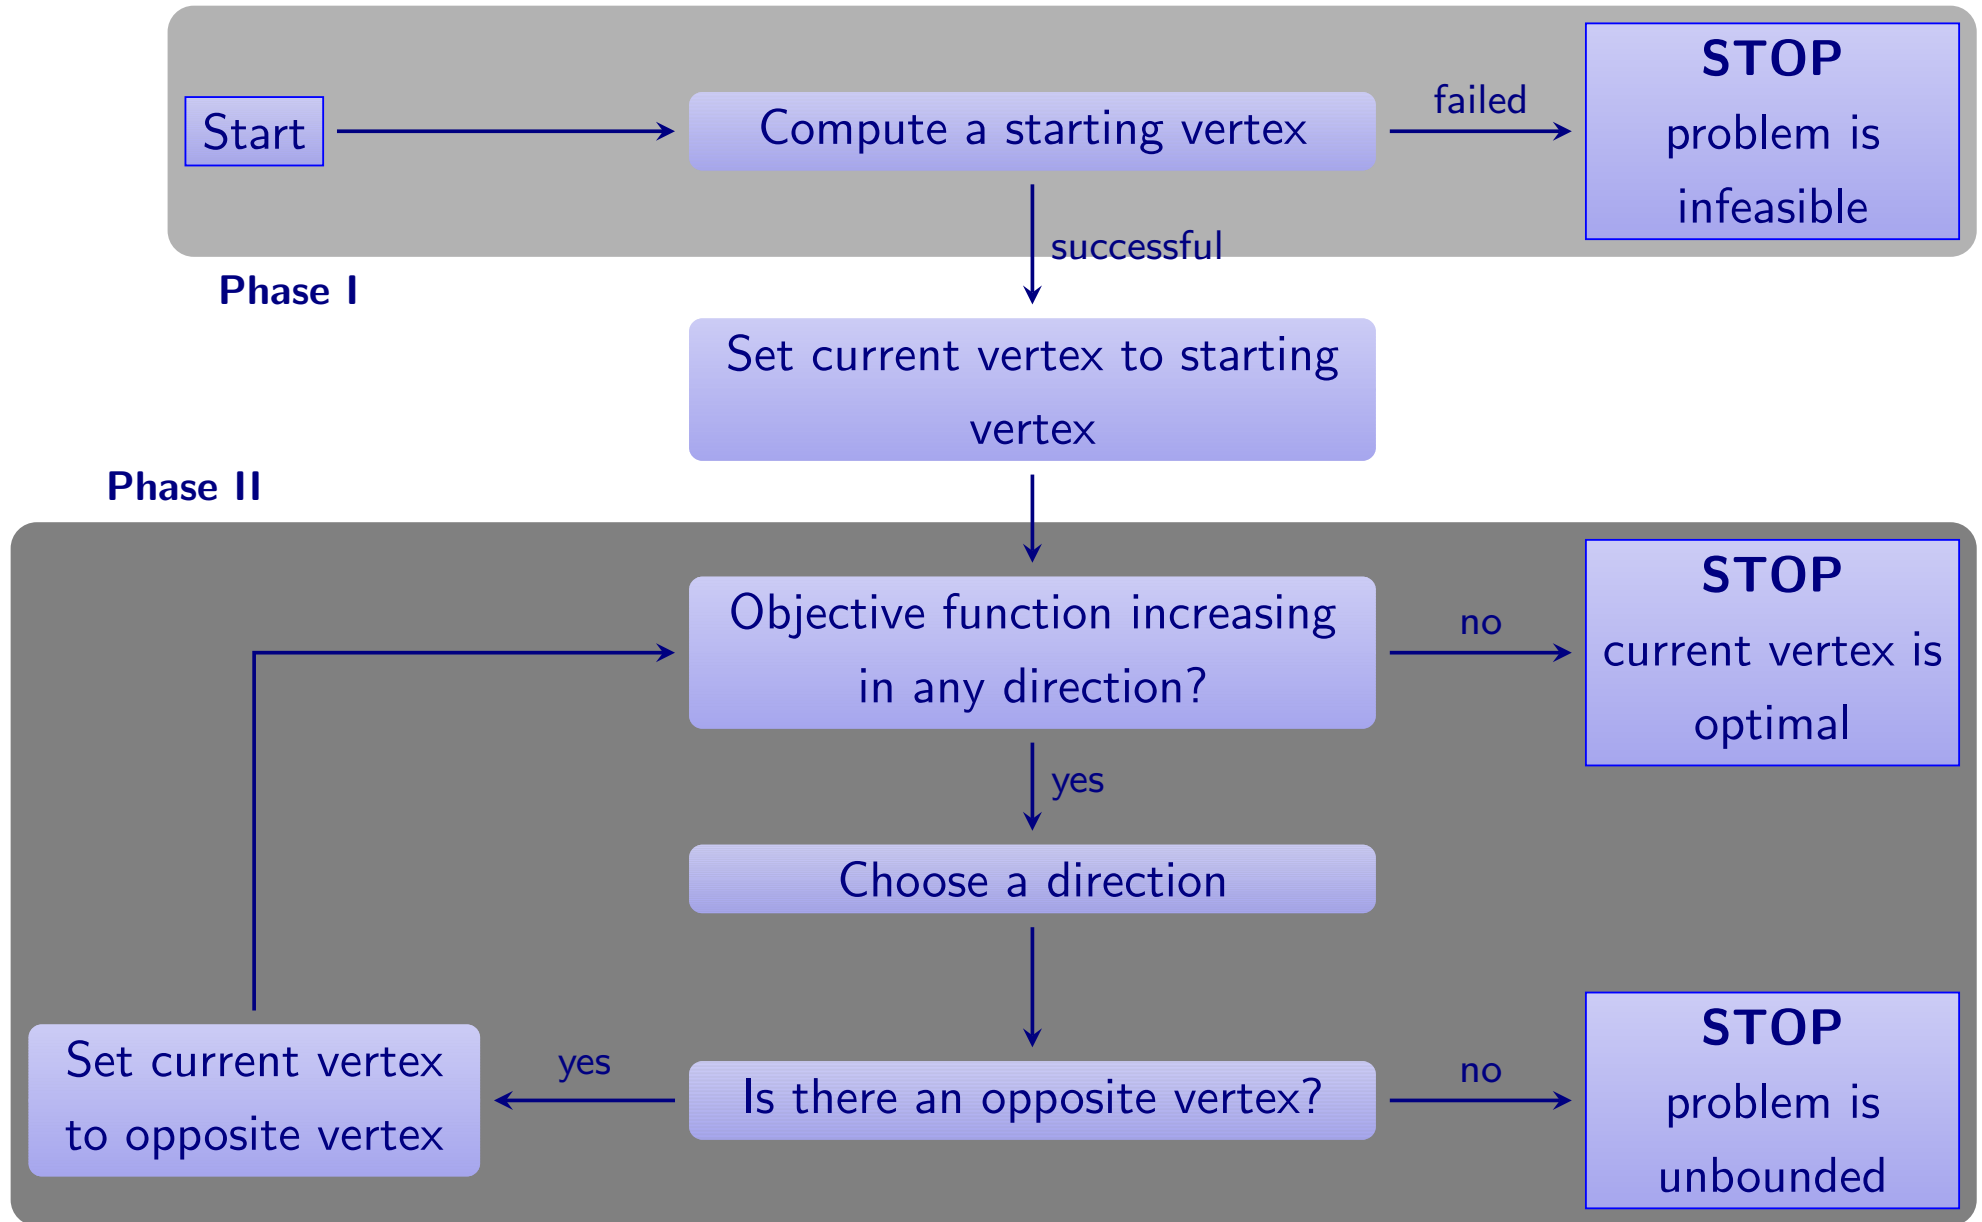 Start
Compute a starting vertex
failed
STOP
problem is
infeasible
successful
Phase I
Set current vertex to starting
vertex
Phase II
Objective function increasing
in any direction?
no
STOP
current vertex is
optimal
yes
Choose a direction
Is there an opposite vertex?
yes
Set current vertex
to opposite vertex
no
STOP
problem is
unbounded